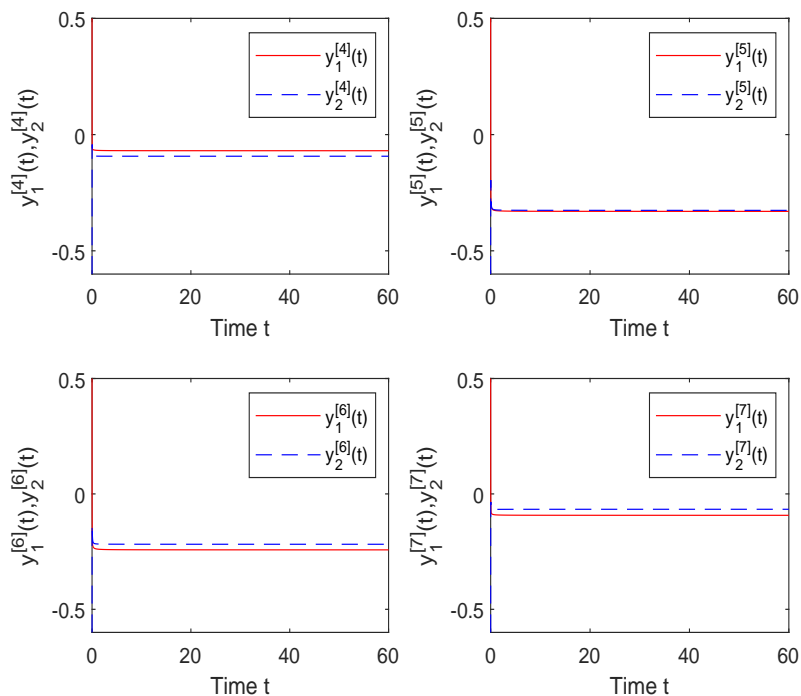 0.5
0
-0.5
y_1^{[4]}(t),y_2^{[4]}(t)
y_1^{[4]}(t)
y_2^{[4]}(t)
0 20 40 60
Time t
0.5
0
-0.5
y_1^{[5]}(t),y_2^{[5]}(t)
y_1^{[5]}(t)
y_2^{[5]}(t)
0 20 40 60
Time t
0.5
0
-0.5
y_1^{[6]}(t),y_2^{[6]}(t)
y_1^{[6]}(t)
y_2^{[6]}(t)
0 20 40 60
Time t
0.5
0
-0.5
y_1^{[7]}(t),y_2^{[7]}(t)
y_1^{[7]}(t)
y_2^{[7]}(t)
0 20 40 60
Time t